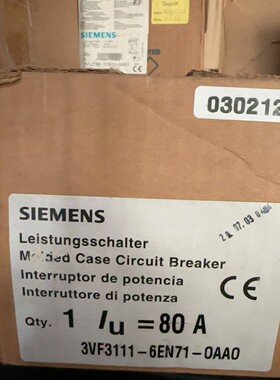 SIEMENS
030212
SIEMENS
Leistungsschalter
Molded Case Circuit Breaker
Interruptor de potencia
Interruttore di potenza
Qty. 1 Iu = 80 A
3VF3111-6EN71-0AA0